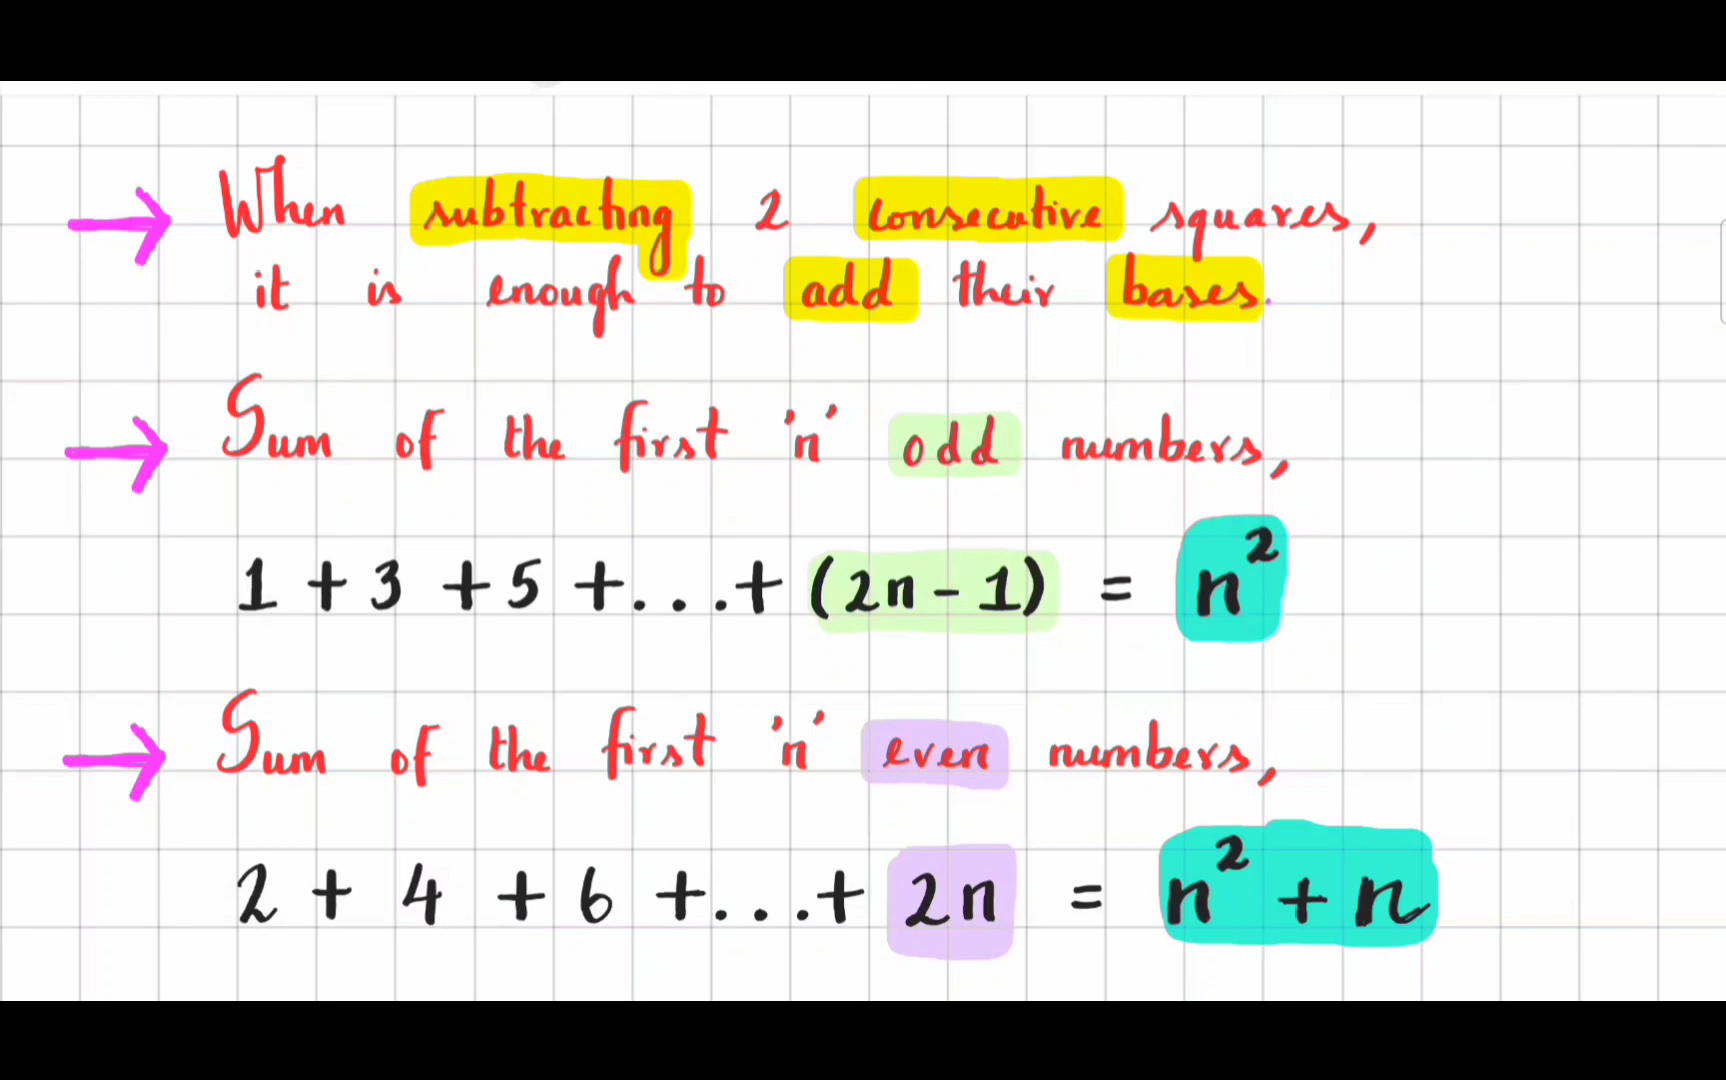 When subtracting 2 consecutive squares,
it is enough to add their bases.
Sum of the first 'n' odd numbers,
1 + 3 + 5 +...+ (2n - 1) = n²
Sum of the first 'n' even numbers,
2 + 4 + 6 +...+ 2n = n² + n